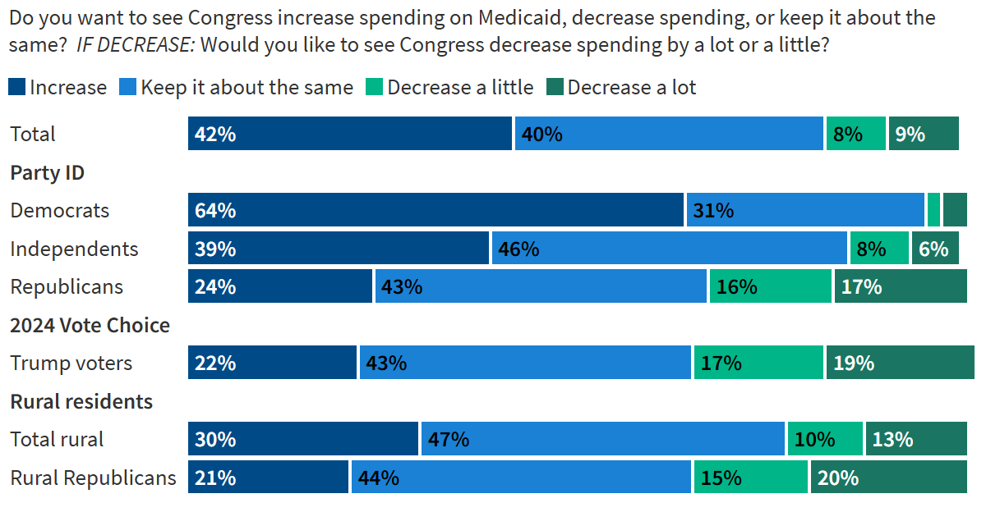 Do you want to see Congress increase spending on Medicaid, decrease spending, or keep it about the
same? IF DECREASE: Would you like to see Congress decrease spending by a lot or a little?
Increase Keep it about the same Decrease a little Decrease a lot
Total 42% 40% 8% 9%
Party ID
Democrats 64% 31%
Independents 39% 46% 8% 6%
Republicans 24% 43% 16% 17%
2024 Vote Choice
Trump voters 22% 43% 17% 19%
Rural residents
Total rural 30% 47% 10% 13%
Rural Republicans 21% 44% 15% 20%